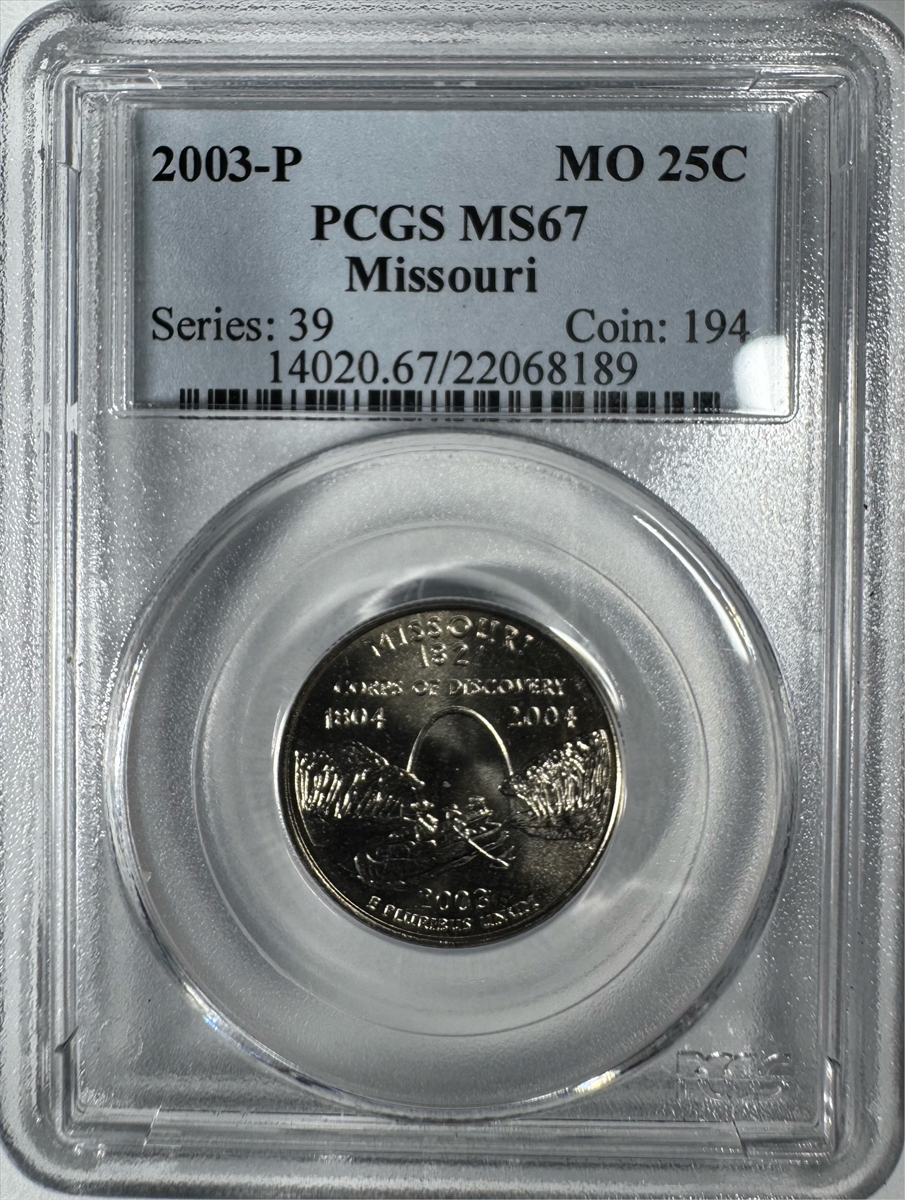 2003-P MO 25C
PCGS MS67
Missouri
Series: 39 Coin: 194
14020.67/22068189
MISSOURI
1821
CORPS OF DISCOVERY
1804 2004
2003
E PLURIBUS UNUM